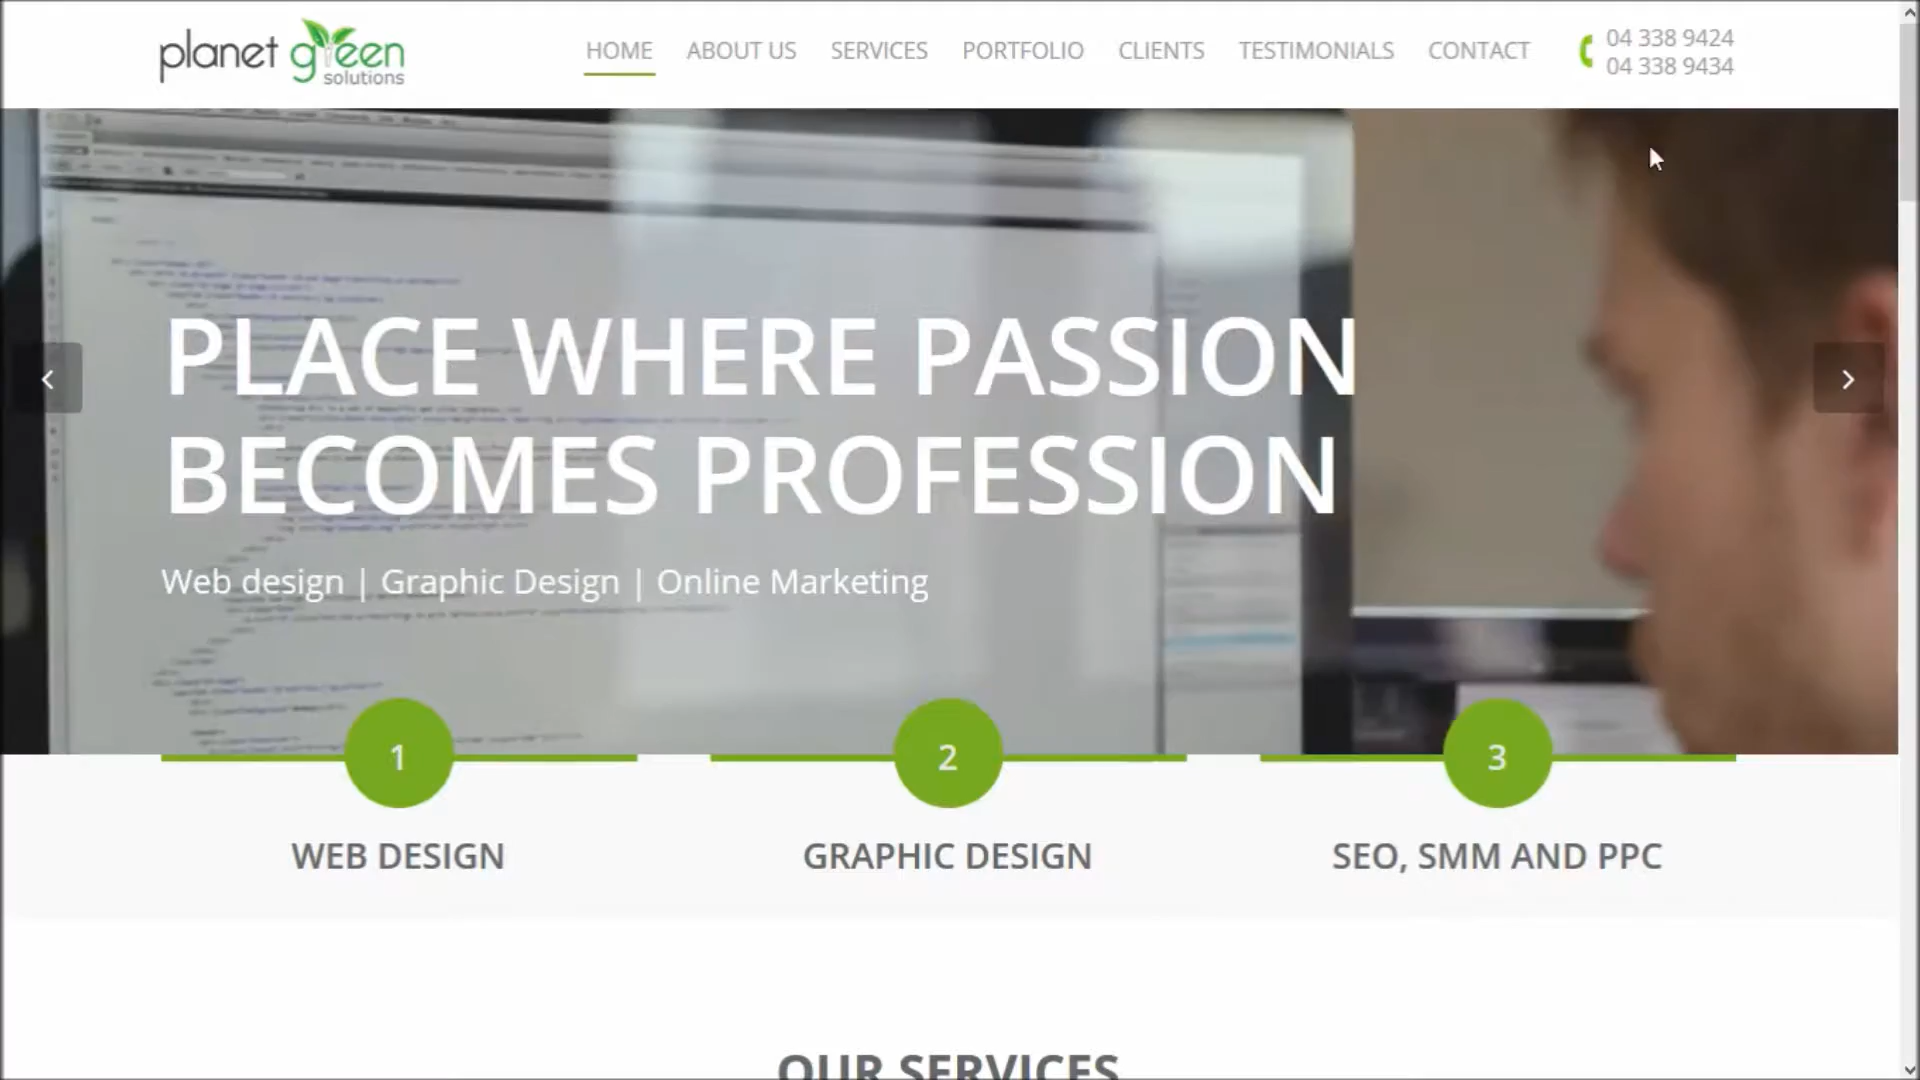 planet green
solutions
HOME
ABOUT US
SERVICES
PORTFOLIO
CLIENTS
TESTIMONIALS
CONTACT
04 338 9424
04 338 9434
PLACE WHERE PASSION
BECOMES PROFESSION
Web design | Graphic Design | Online Marketing
1
2
3
WEB DESIGN
GRAPHIC DESIGN
SEO, SMM AND PPC
OUR SERVICES